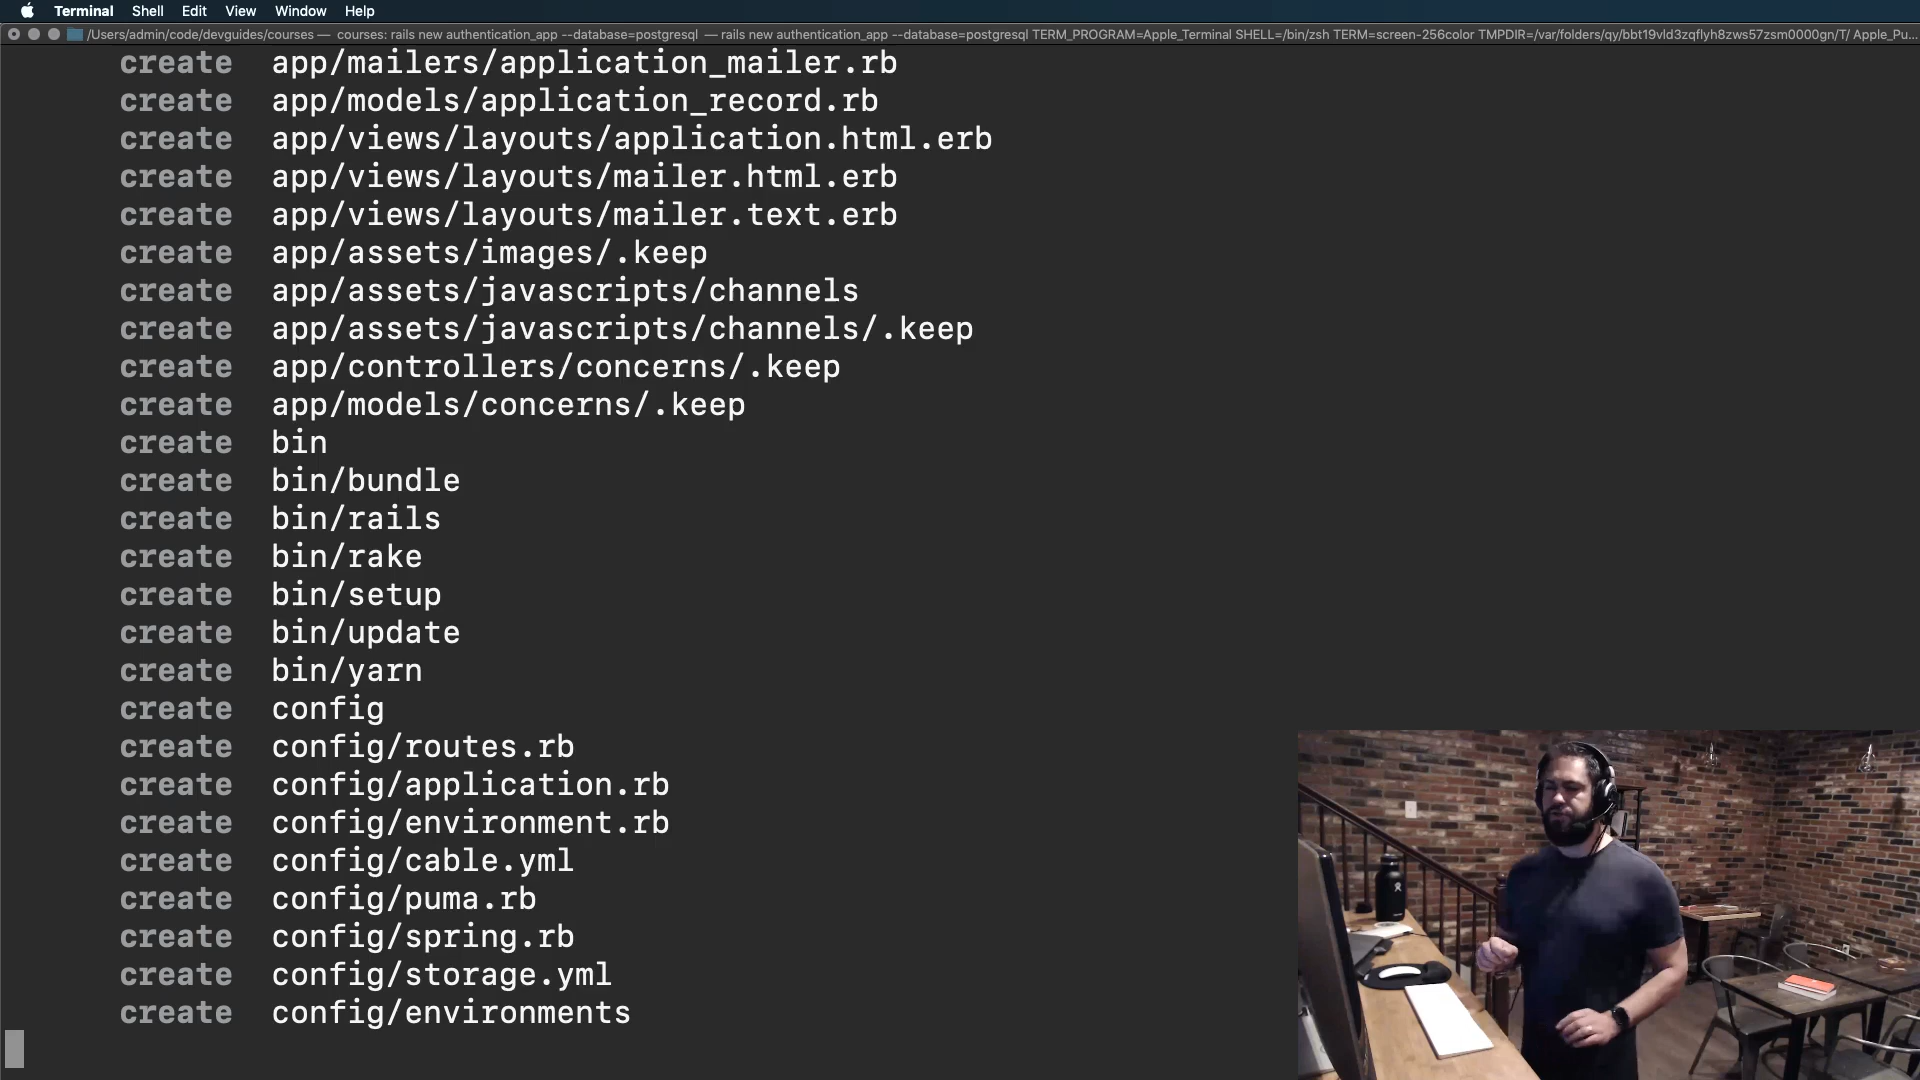 Terminal Shell Edit View Window Help
/Users/admin/code/devguides/courses — courses: rails new authentication_app --database=postgresql — rails new authentication_app --database=postgresql TERM_PROGRAM=Apple_Terminal SHELL=/bin/zsh TERM=screen-256color TMPDIR=/var/folders/qy/bbt19vld3zqflyh8zws57zsm0000gn/T/ Apple_Pu...
create app/mailers/application_mailer.rb
create app/models/application_record.rb
create app/views/layouts/application.html.erb
create app/views/layouts/mailer.html.erb
create app/views/layouts/mailer.text.erb
create app/assets/images/.keep
create app/assets/javascripts/channels
create app/assets/javascripts/channels/.keep
create app/controllers/concerns/.keep
create app/models/concerns/.keep
create bin
create bin/bundle
create bin/rails
create bin/rake
create bin/setup
create bin/update
create bin/yarn
create config
create config/routes.rb
create config/application.rb
create config/environment.rb
create config/cable.yml
create config/puma.rb
create config/spring.rb
create config/storage.yml
create config/environments